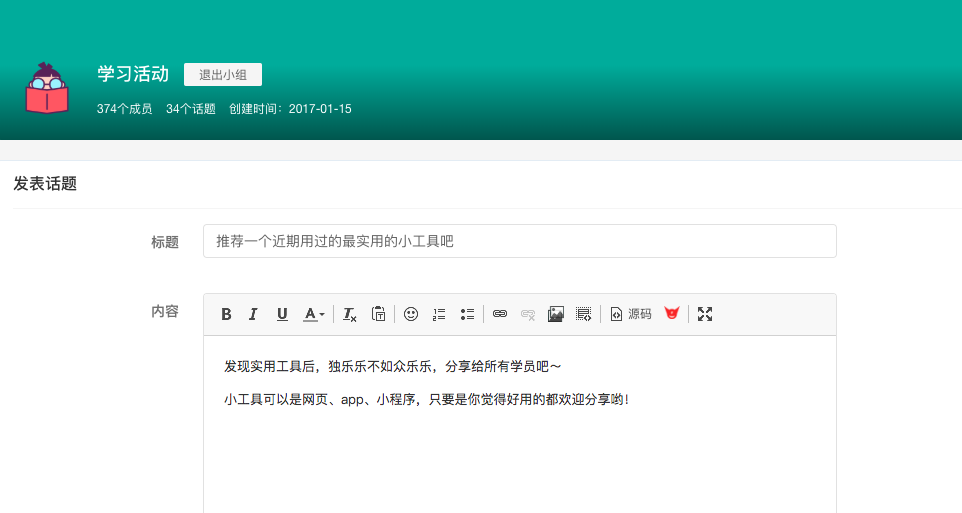 学习活动 退出小组
374个成员 34个话题 创建时间：2017-01-15
发表话题
标题 推荐一个近期用过的最实用的小工具吧
内容 B I U A Tx 源码
发现实用工具后，独乐乐不如众乐乐，分享给所有学员吧～
小工具可以是网页、app、小程序，只要是你觉得好用的都欢迎分享哟！